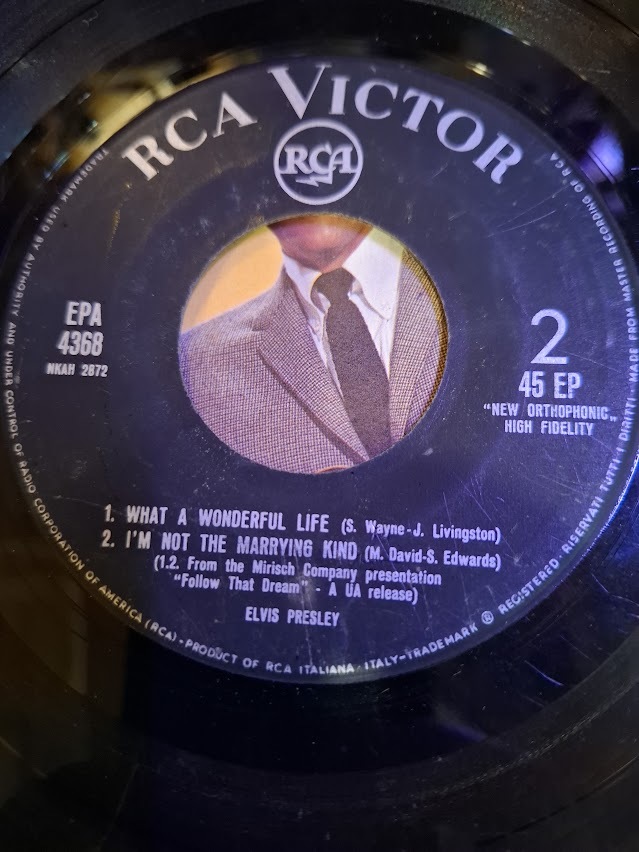 RCA VICTOR
RCA
EPA
4368
NKAH 2872
2
45 EP
"NEW ORTHOPHONIC„
HIGH FIDELITY
1. WHAT A WONDERFUL LIFE (S. Wayne-J. Livingston)
2. I'M NOT THE MARRYING KIND (M. David-S. Edwards)
(1.2. From the Mirisch Company presentation
"Follow That Dream" - A UA release)
ELVIS PRESLEY
TRADEMARK USED BY AUTHORITY AND UNDER CONTROL OF RADIO CORPORATION OF AMERICA (RCA)-PRODUCT OF RCA ITALIANA, ITALY-TRADEMARK ® REGISTERED. RISERVATI TUTTI I DIRITTI-MADE FROM MASTER RECORDING OF RCA